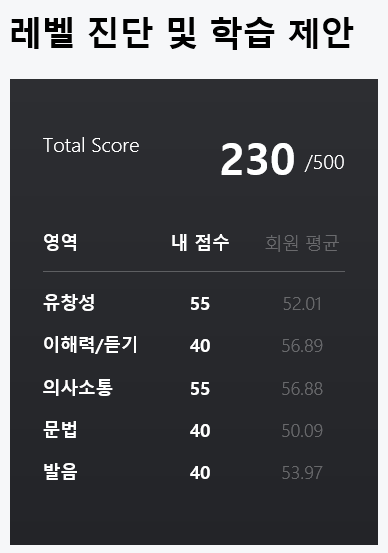 레벨 진단 및 학습 제안
Total Score 230 /500
영역 내 점수 회원 평균
유창성 55 52.01
이해력/듣기 40 56.89
의사소통 55 56.88
문법 40 50.09
발음 40 53.97